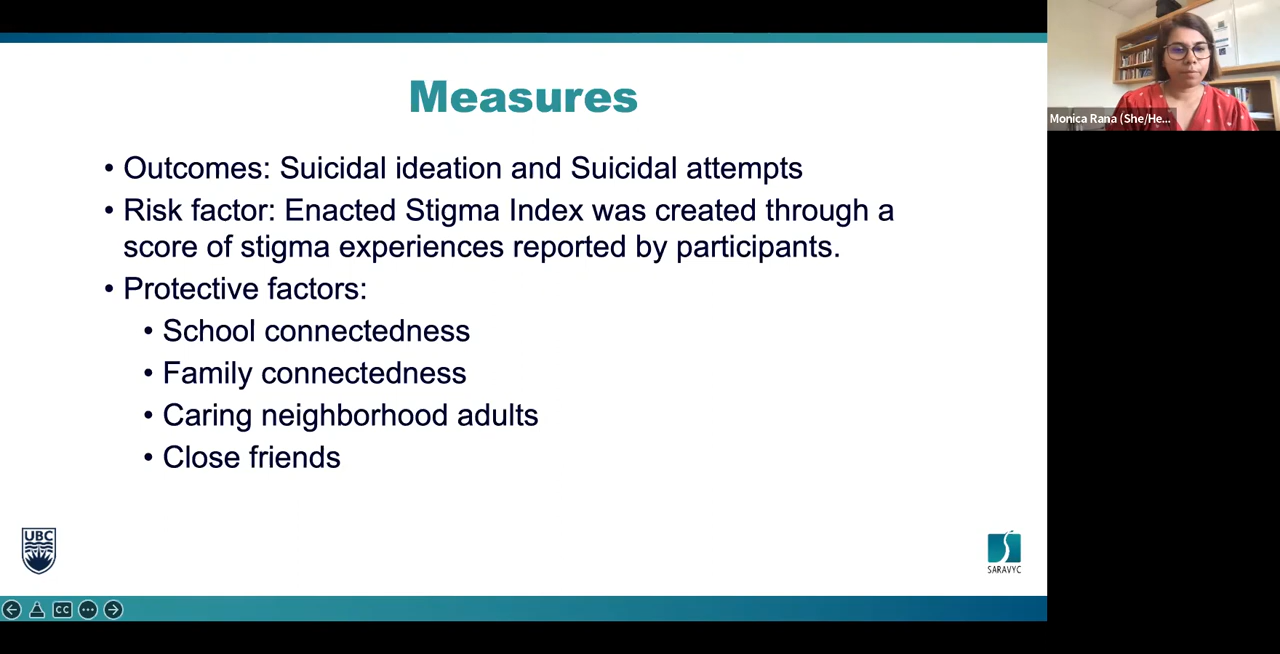 Measures
Monica Rana (She/He...
• Outcomes: Suicidal ideation and Suicidal attempts
• Risk factor: Enacted Stigma Index was created through a
score of stigma experiences reported by participants.
• Protective factors:
• School connectedness
• Family connectedness
• Caring neighborhood adults
• Close friends
UBC
SARAVYC
CC